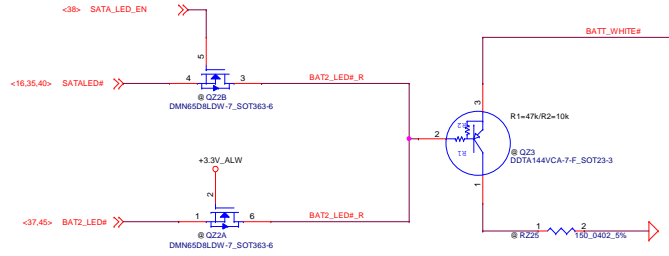 <38> SATA_LED_EN
BATT_WHITE#
5
<16,35,40> SATALED#
4
3
BAT2_LED#_R
@ QZ2B
DMN65D8LDW-7_SOT363-6
3
R1=47k/R2=10k
R2
2
R1
@ QZ3
DDTA144VCA-7-F_SOT23-3
+3.3V_ALW
2
1
<37,45> BAT2_LED#
1
6
BAT2_LED#_R
@ QZ2A
DMN65D8LDW-7_SOT363-6
1
2
@ RZ25
150_0402_5%